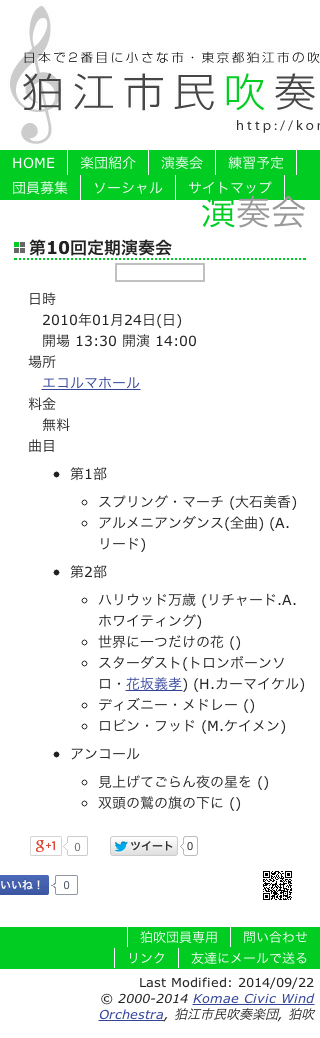 日本で2番目に小さな市・東京都狛江市の吹
狛江市民吹奏
http://kor
HOME 楽団紹介 演奏会 練習予定
団員募集 ソーシャル サイトマップ
演奏会
第10回定期演奏会
日時
2010年01月24日(日)
開場 13:30 開演 14:00
場所
エコルマホール
料金
無料
曲目
• 第1部
◦ スプリング・マーチ (大石美香)
◦ アルメニアンダンス(全曲) (A.
リード)
• 第2部
◦ ハリウッド万歳 (リチャード.A.
ホワイティング)
◦ 世界に一つだけの花 ()
◦ スターダスト(トロンボーンソ
ロ・花坂義孝) (H.カーマイケル)
◦ ディズニー・メドレー ()
◦ ロビン・フッド (M.ケイメン)
• アンコール
◦ 見上げてごらん夜の星を ()
◦ 双頭の鷲の旗の下に ()
g+1 0 ツイート 0
いいね! 0
狛吹団員専用 問い合わせ
リンク 友達にメールで送る
Last Modified: 2014/09/22
© 2000-2014 Komae Civic Wind
Orchestra, 狛江市民吹奏楽団, 狛吹